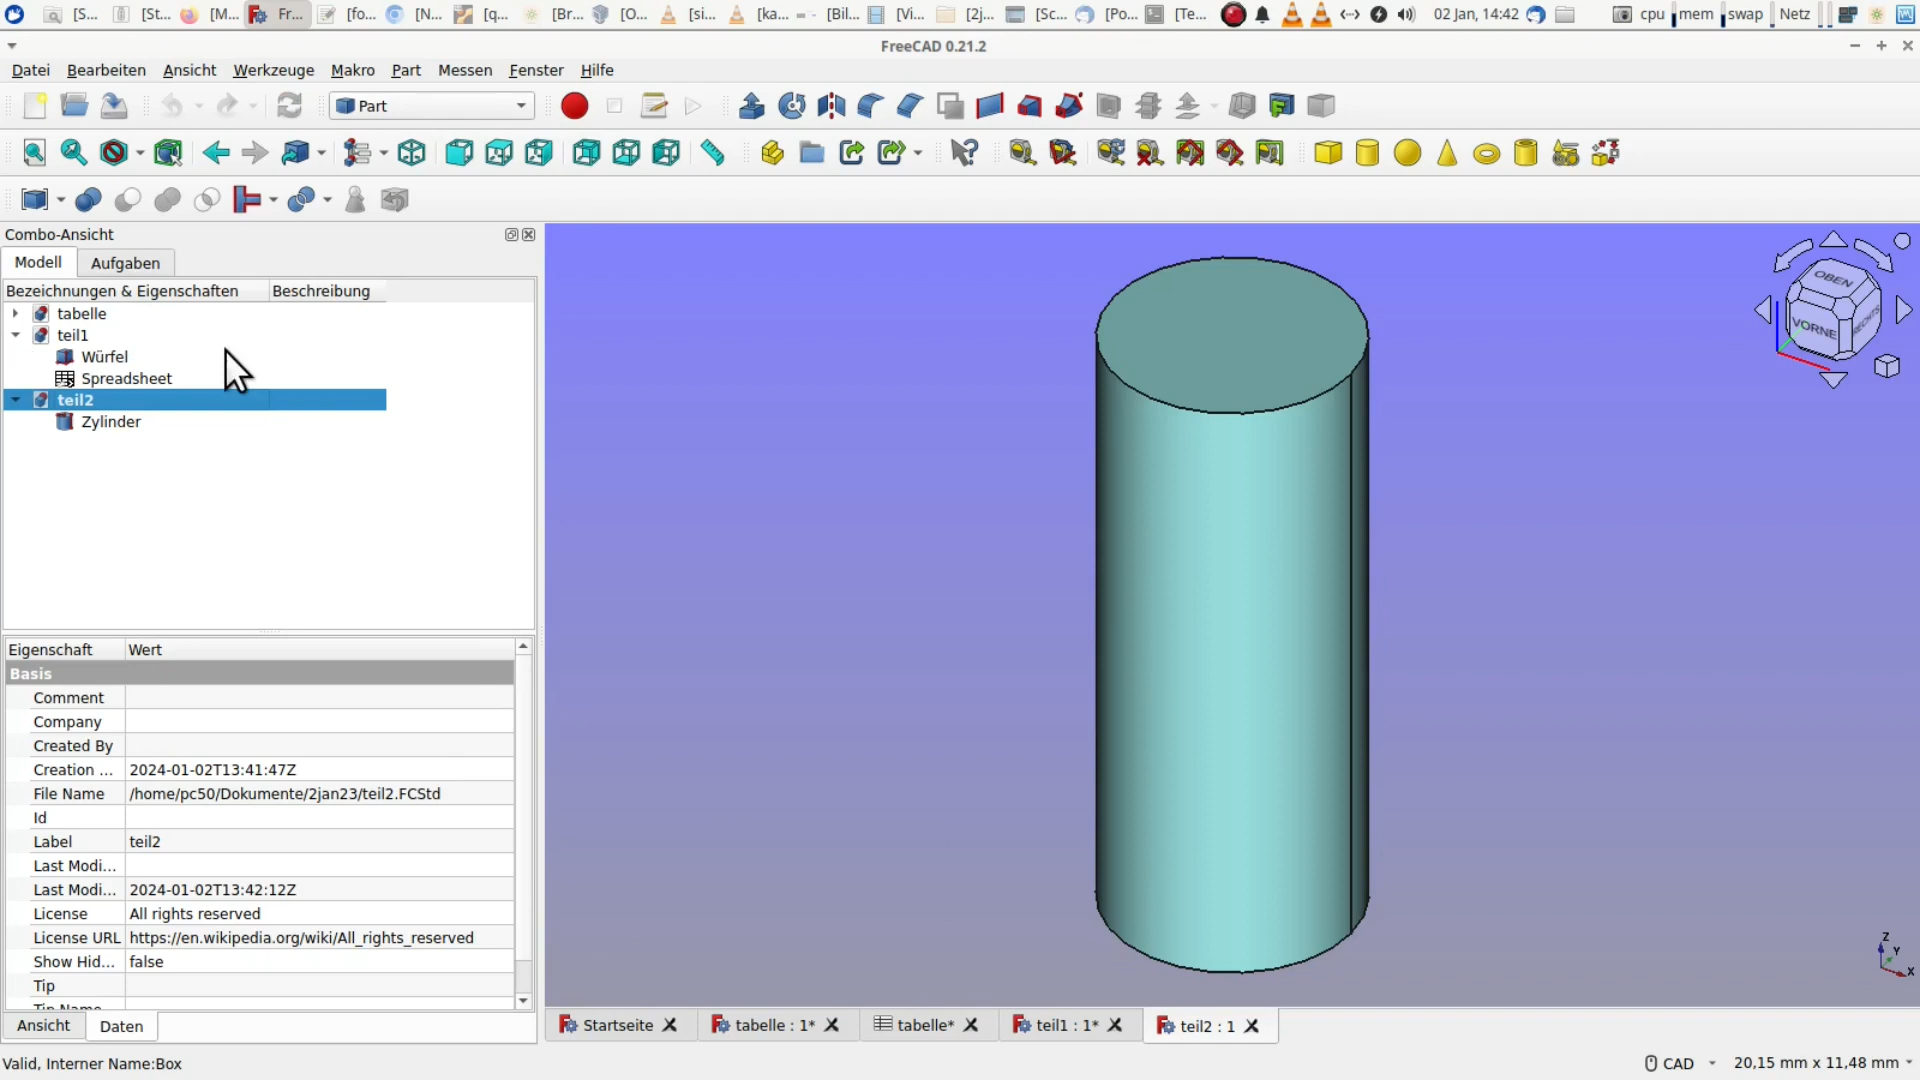 [S... [St... [M... Fr... [fo... [N... [q... [Br... [O... [si... [ka... [Bil... [Vi... [2j... [Sc... [Po... [Te... 02 Jan, 14:42 cpu mem swap Netz
FreeCAD 0.21.2
Datei Bearbeiten Ansicht Werkzeuge Makro Part Messen Fenster Hilfe
Part
Combo-Ansicht
Modell Aufgaben
Bezeichnungen & Eigenschaften Beschreibung
tabelle
teil1
Würfel
Spreadsheet
teil2
Zylinder
OBEN
VORNE RECHTS
Eigenschaft Wert
Basis
Comment
Company
Created By
Creation ... 2024-01-02T13:41:47Z
File Name /home/pc50/Dokumente/2jan23/teil2.FCStd
Id
Label teil2
Last Modi...
Last Modi... 2024-01-02T13:42:12Z
License All rights reserved
License URL https://en.wikipedia.org/wiki/All_rights_reserved
Show Hid... false
Tip
Tip Name
Z
Y
X
Ansicht Daten
Startseite tabelle : 1* tabelle* teil1 : 1* teil2 : 1
Valid, Interner Name:Box
CAD 20,15 mm x 11,48 mm